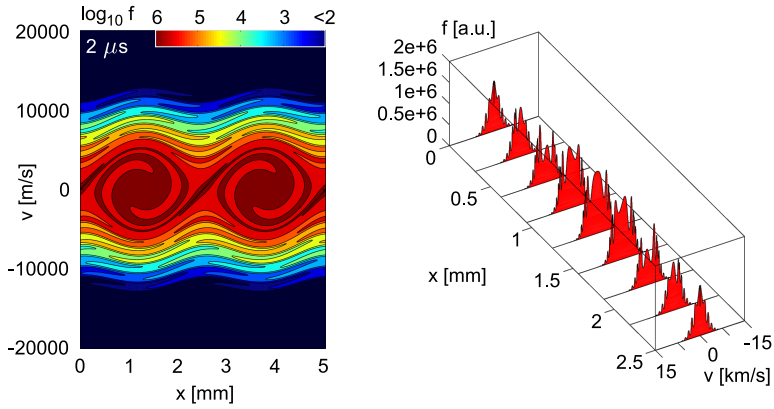 log₁₀ f 6 5 4 3 <2
2 μs
20000
10000
0
-10000
-20000
v [m/s]
0 1 2 3 4 5
x [mm]
f [a.u.]
2e+6
1.5e+6
1e+6
0.5e+6
0
0
0.5
1
1.5
2
2.5
x [mm]
15
0
-15
v [km/s]